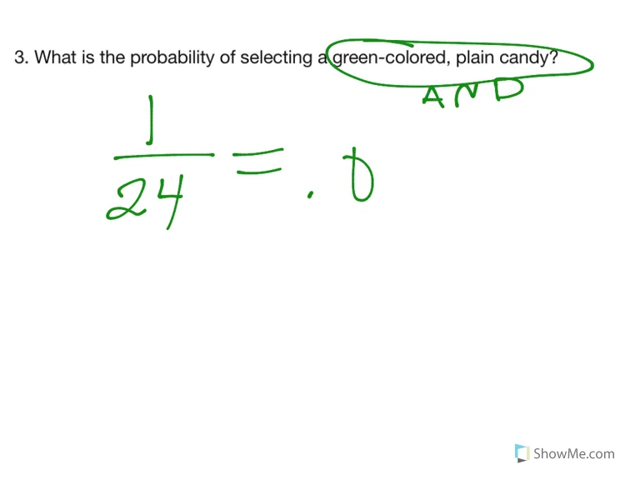 3. What is the probability of selecting a green-colored, plain candy?
AND
1
24 = .0
ShowMe.com